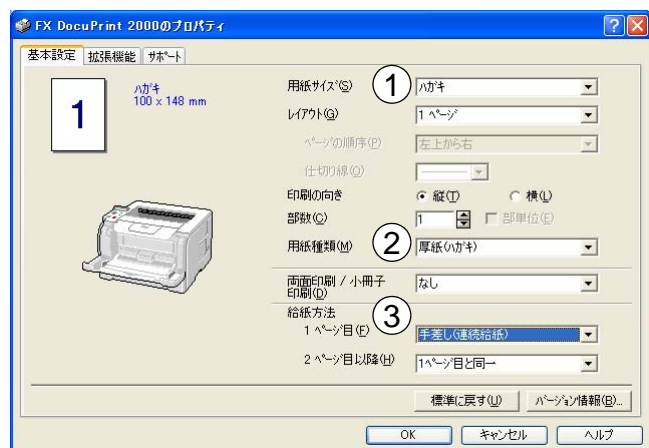 FX DocuPrint 2000のプロパティ
基本設定 拡張機能 サポート
1
ハガキ
100 x 148 mm
用紙サイズ(S) ① ハガキ
レイアウト(G) 1 ページ
ページの順序(P) 左上から右
仕切り線(O)
印刷の向き 縦(T) 横(L)
部数(C) 1 部単位(E)
用紙種類(M) ② 厚紙(ハガキ)
両面印刷 / 小冊子 なし
印刷(D)
給紙方法 ③
1 ページ目(F) 手差し(連続給紙)
2 ページ目以降(H) 1ページ目と同一
標準に戻す(U) バージョン情報(B)...
OK キャンセル ヘルプ